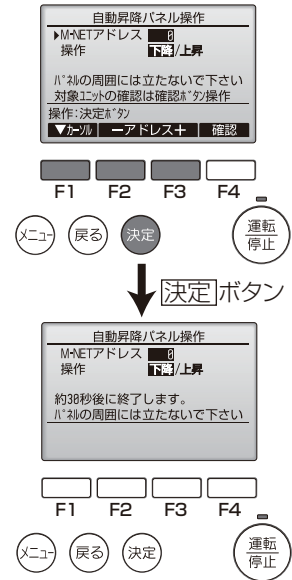 自動昇降パネル操作
▶M-NETアドレス 0
操作 下降/上昇
パネルの周囲には立たないで下さい
対象ユニットの確認は確認ボタン操作
操作:決定ボタン
▼カーソル ーアドレス+ 確認
F1 F2 F3 F4
メニュー 戻る 決定 運転
停止
決定ボタン
自動昇降パネル操作
M-NETアドレス 0
操作 下降/上昇
約30秒後に終了します。
パネルの周囲には立たないで下さい
F1 F2 F3 F4
メニュー 戻る 決定 運転
停止